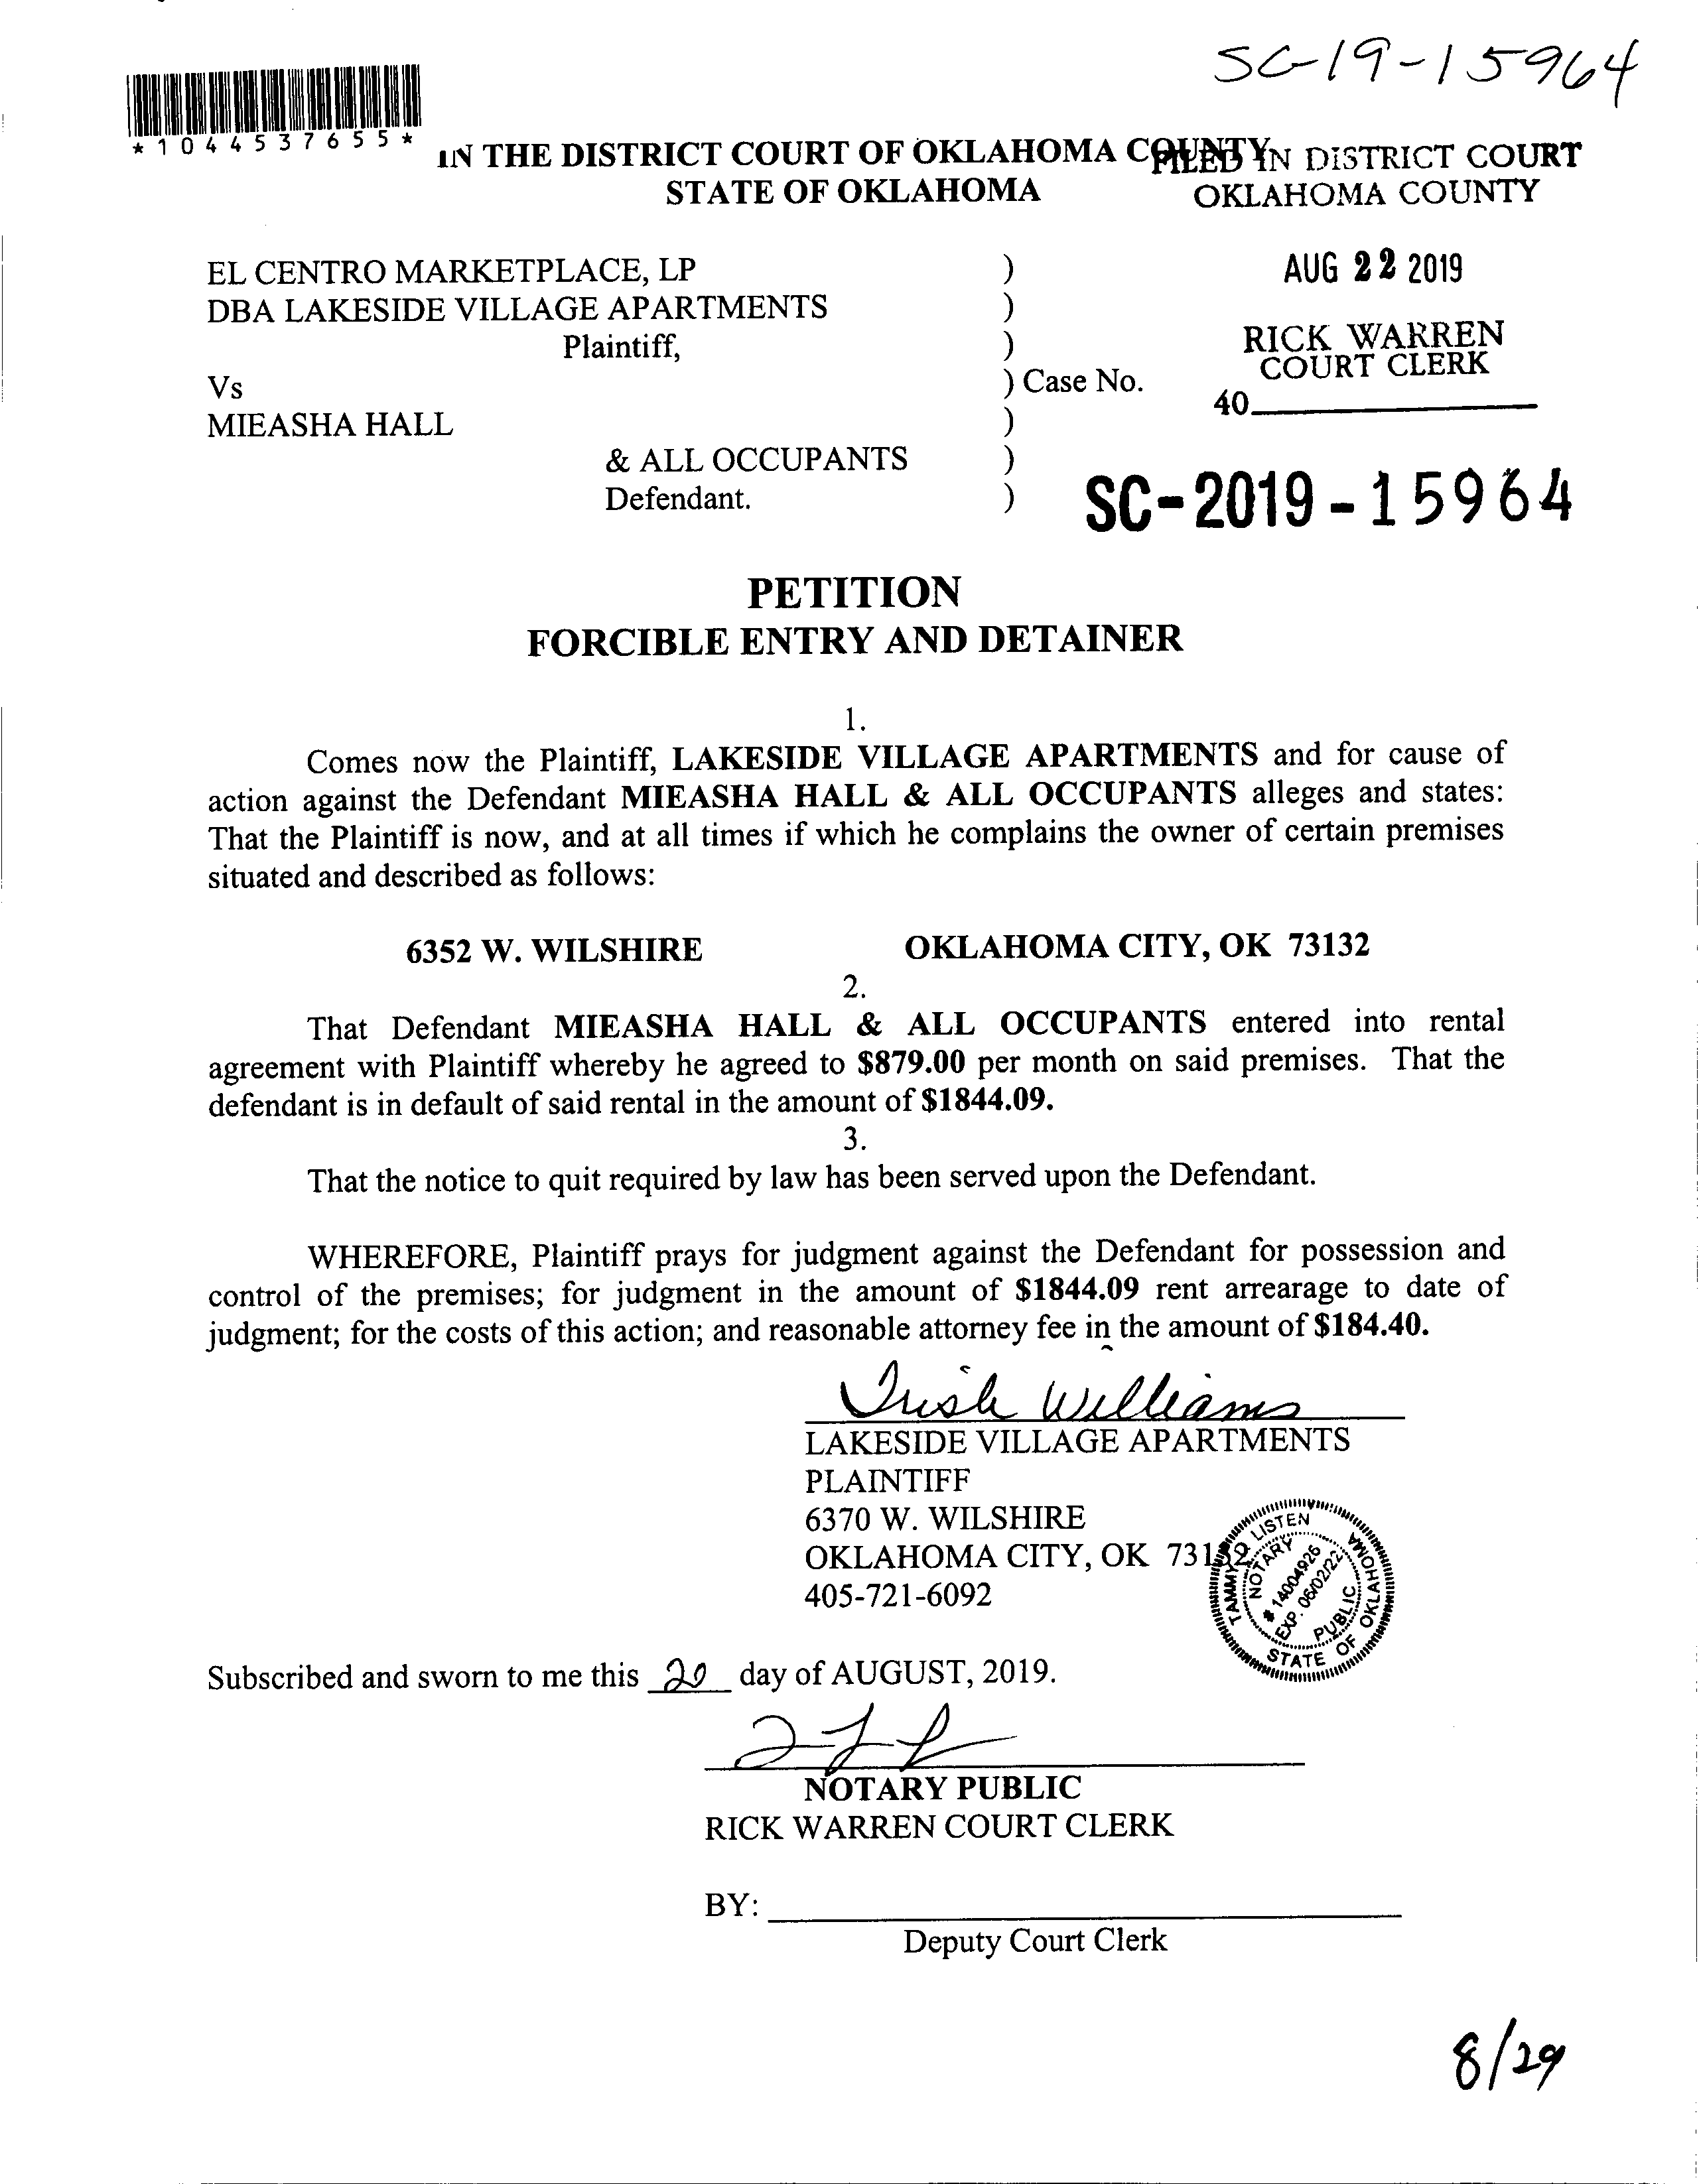 SC-19-15964
*1044537655*
IN THE DISTRICT COURT OF OKLAHOMA COUNTY
STATE OF OKLAHOMA
FILED IN DISTRICT COURT
OKLAHOMA COUNTY
AUG 22 2019
RICK WARREN
COURT CLERK
40
EL CENTRO MARKETPLACE, LP )
DBA LAKESIDE VILLAGE APARTMENTS )
Plaintiff, )
Vs ) Case No.
MIEASHA HALL )
& ALL OCCUPANTS )
Defendant. )
SC-2019-15964
PETITION
FORCIBLE ENTRY AND DETAINER
1.
Comes now the Plaintiff, LAKESIDE VILLAGE APARTMENTS and for cause of
action against the Defendant MIEASHA HALL & ALL OCCUPANTS alleges and states:
That the Plaintiff is now, and at all times if which he complains the owner of certain premises
situated and described as follows:
6352 W. WILSHIRE OKLAHOMA CITY, OK 73132
2.
That Defendant MIEASHA HALL & ALL OCCUPANTS entered into rental
agreement with Plaintiff whereby he agreed to $879.00 per month on said premises. That the
defendant is in default of said rental in the amount of $1844.09.
3.
That the notice to quit required by law has been served upon the Defendant.
WHEREFORE, Plaintiff prays for judgment against the Defendant for possession and
control of the premises; for judgment in the amount of $1844.09 rent arrearage to date of
judgment; for the costs of this action; and reasonable attorney fee in the amount of $184.40.
Trish Williams
LAKESIDE VILLAGE APARTMENTS
PLAINTIFF
6370 W. WILSHIRE
OKLAHOMA CITY, OK 73132
405-721-6092
TAMMY D LISTEN
NOTARY
# 14004926
EXP. 06/02/22
PUBLIC
STATE OF OKLAHOMA
Subscribed and sworn to me this 20 day of AUGUST, 2019.
NOTARY PUBLIC
RICK WARREN COURT CLERK
BY:
Deputy Court Clerk
8/29